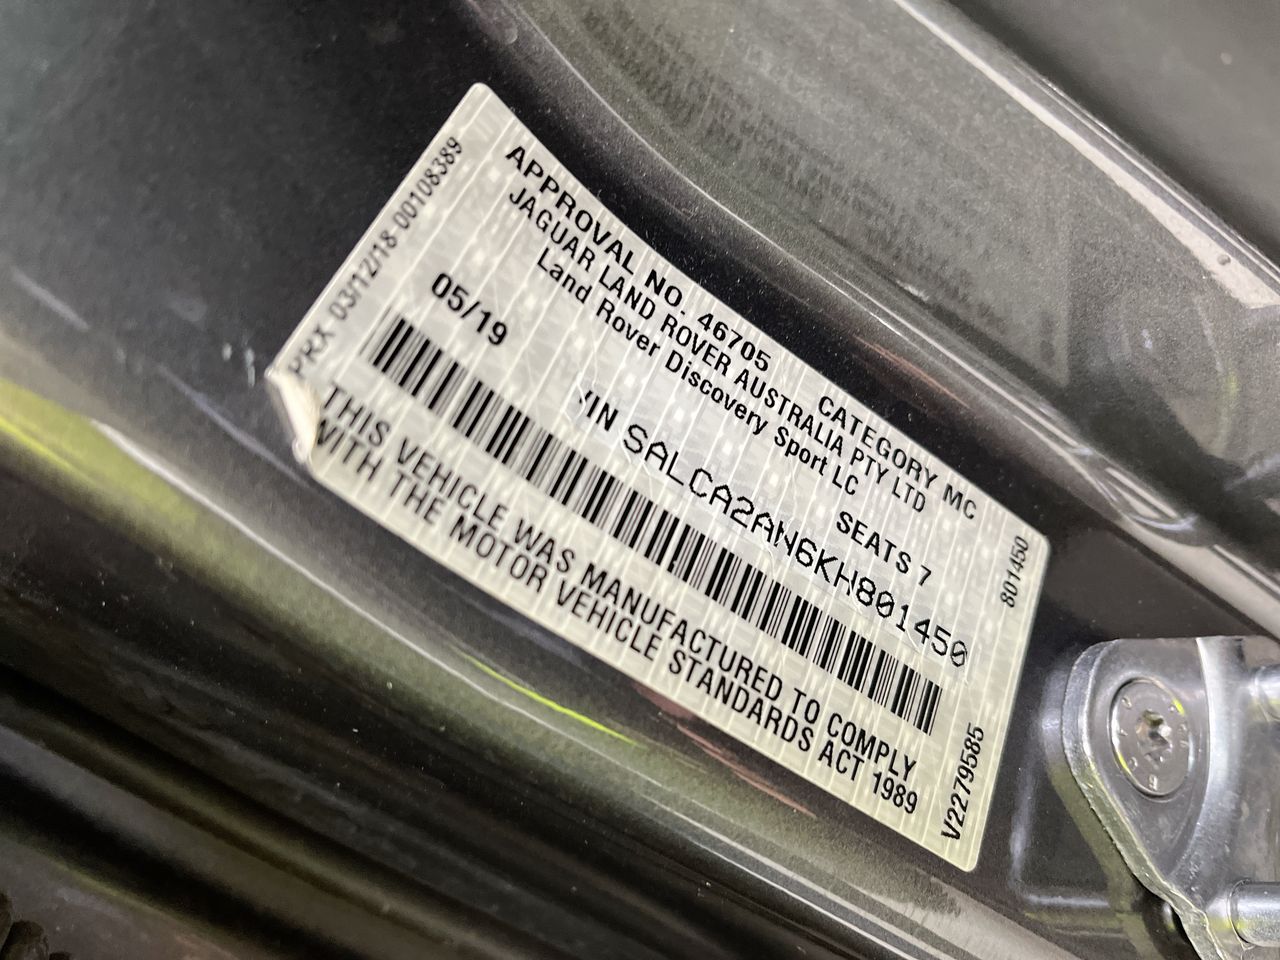 PRX 03/12/18-00108389
APPROVAL NO. 46705 CATEGORY MC
JAGUAR LAND ROVER AUSTRALIA PTY LTD
Land Rover Discovery Sport LC
05/19 SEATS 7
VIN SALCA2AN6KH801450
THIS VEHICLE WAS MANUFACTURED TO COMPLY
WITH THE MOTOR VEHICLE STANDARDS ACT 1989
801450
V2279585